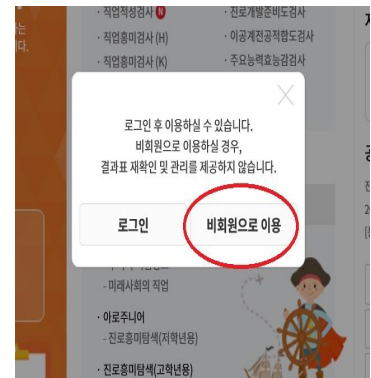 · 직업적성검사 N
· 진로개발준비도검사
· 직업흥미검사 (H)
· 이공계전공적합도검사
· 직업흥미검사 (K)
· 주요능력효능감검사
로그인 후 이용하실 수 있습니다.
비회원으로 이용하실 경우,
결과표 재확인 및 관리를 제공하지 않습니다.
로그인
비회원으로 이용
- 미래사회의 직업
· 아로주니어
- 진로흥미탐색(저학년용)
· 진로흥미탐색(고학년용)